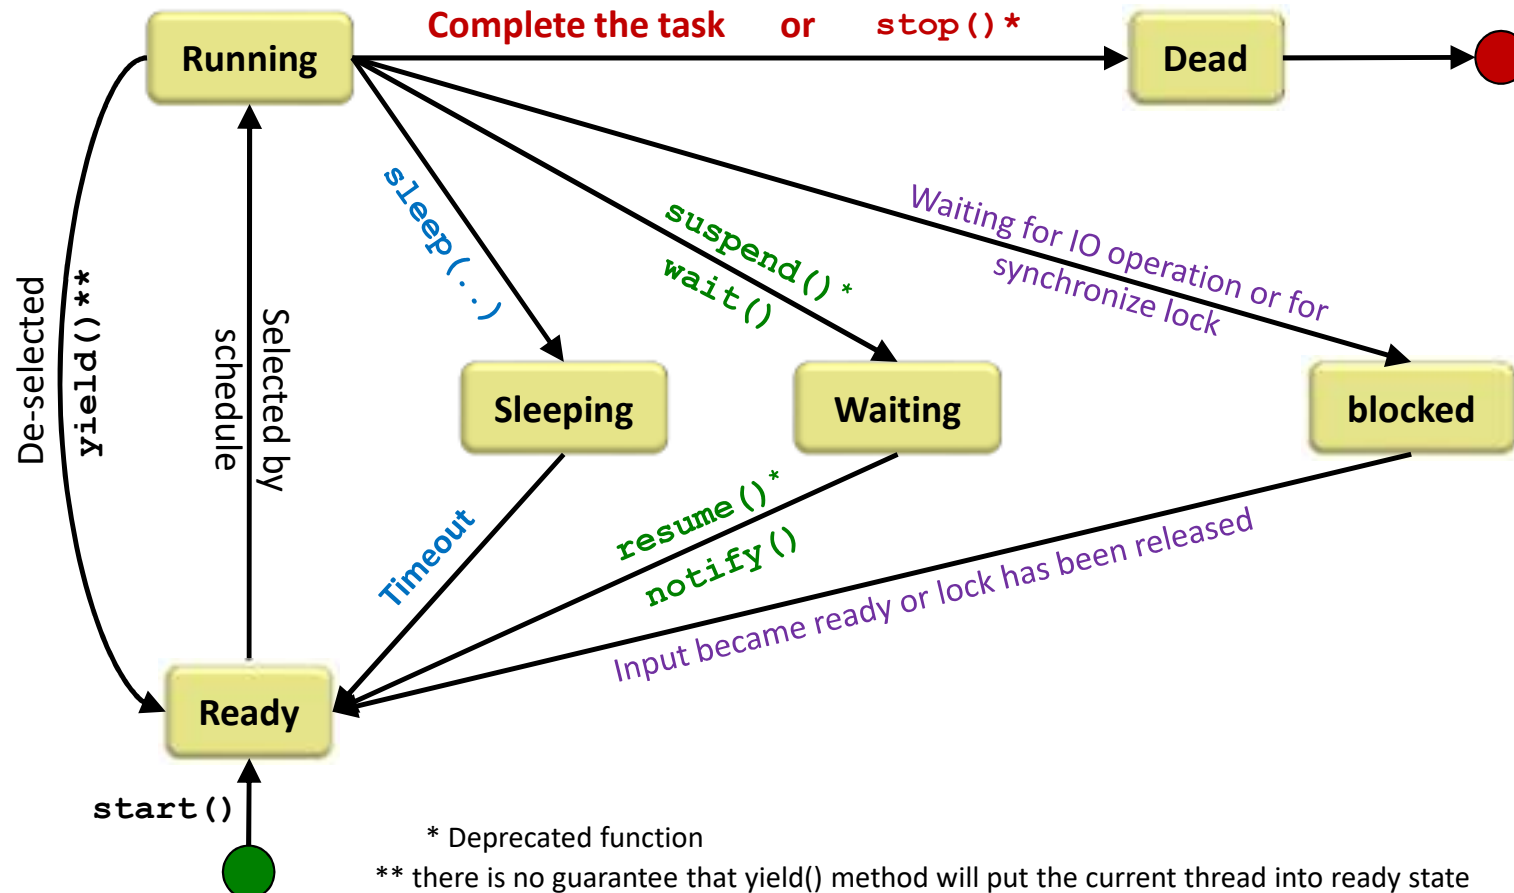 Complete the task or stop()*
Running
Dead
sleep(..)
suspend()*
wait()
Waiting for IO operation or for
synchronize lock
De-selected
yield()**
Selected by
schedule
Sleeping
Waiting
blocked
Timeout
resume()*
notify()
Input became ready or lock has been released
Ready
start()
* Deprecated function
** there is no guarantee that yield() method will put the current thread into ready state